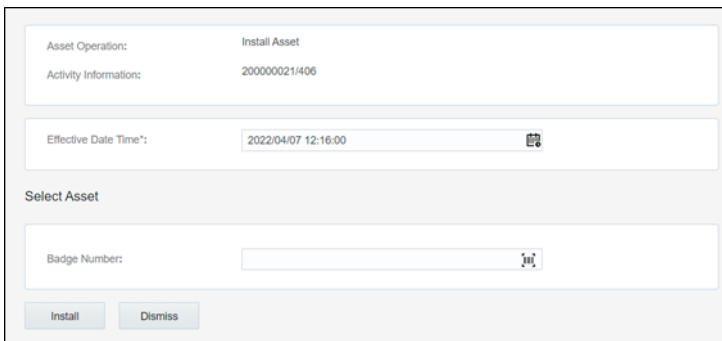 Asset Operation: Install Asset
Activity Information: 200000021/406
Effective Date Time*: 2022/04/07 12:16:00
Select Asset
Badge Number:
Install Dismiss